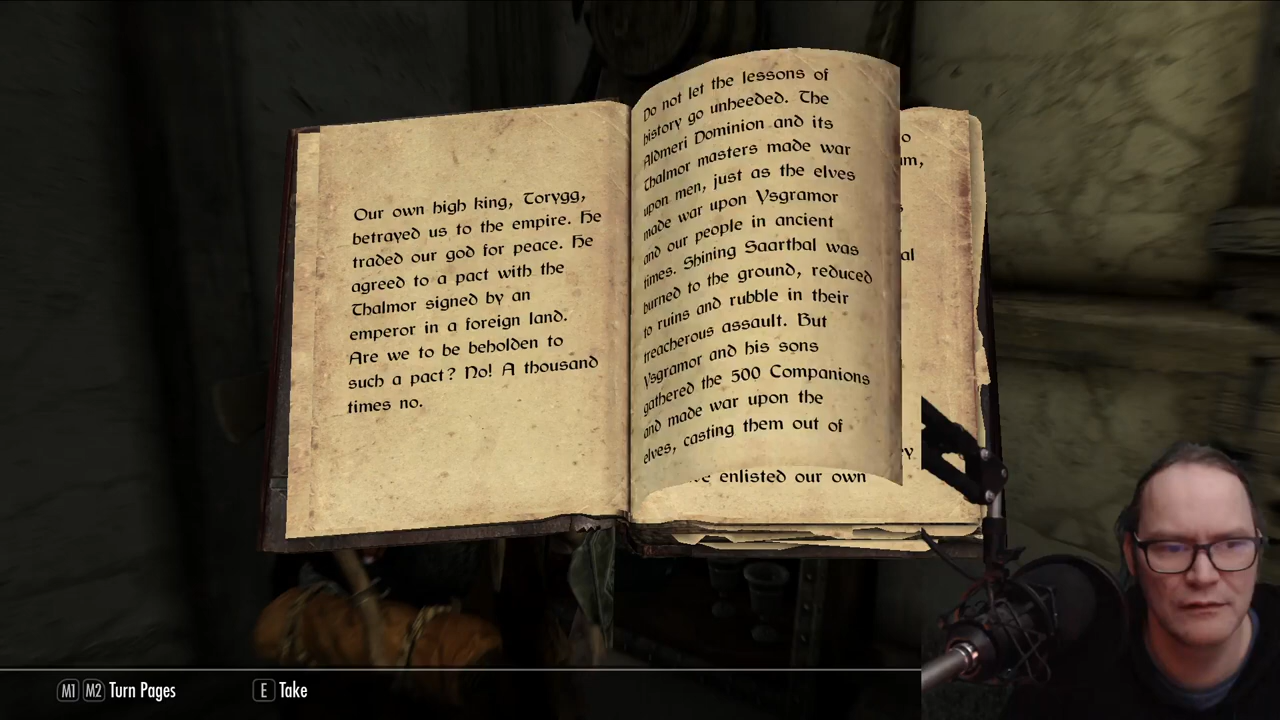 Our own high king, Torygg,
betrayed us to the empire. He
traded our god for peace. He
agreed to a pact with the
Thalmor signed by an
emperor in a foreign land.
Are we to be beholden to
such a pact? No! A thousand
times no.
Do not let the lessons of
history go unheeded. The
Aldmeri Dominion and its
Thalmor masters made war
upon men, just as the elves
made war upon Ysgramor
and our people in ancient
times. Shining Saarthal was
burned to the ground, reduced
to ruins and rubble in their
treacherous assault. But
Ysgramor and his sons
gathered the 500 Companions
and made war upon the
elves, casting them out of
enlisted our own
M1 M2 Turn Pages
E Take